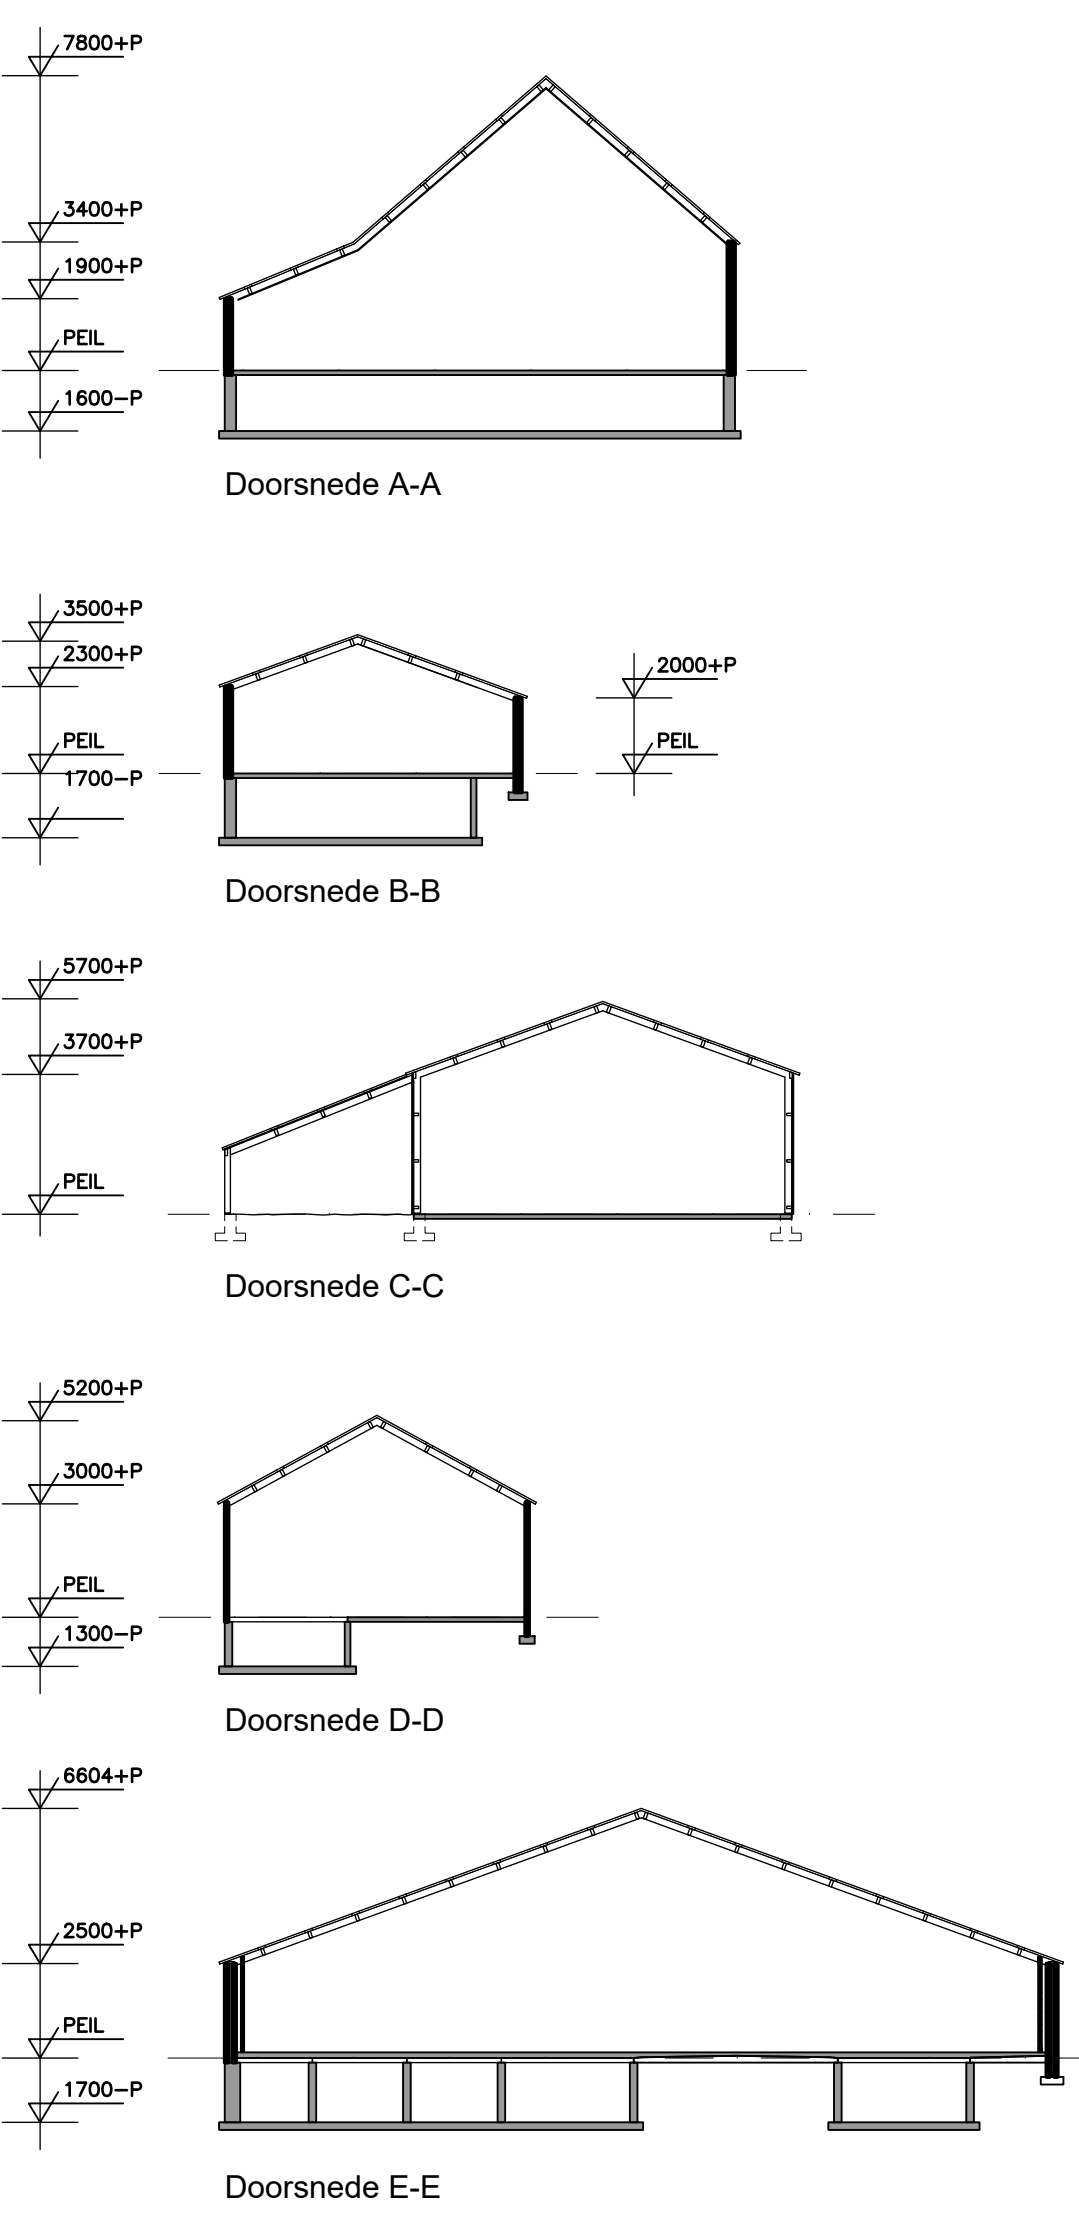 7800+P
3400+P
1900+P
PEIL
1600-P
Doorsnede A-A
3500+P
2300+P
2000+P
PEIL
PEIL
1700-P
Doorsnede B-B
5700+P
3700+P
PEIL
Doorsnede C-C
5200+P
3000+P
PEIL
1300-P
Doorsnede D-D
6604+P
2500+P
PEIL
1700-P
Doorsnede E-E